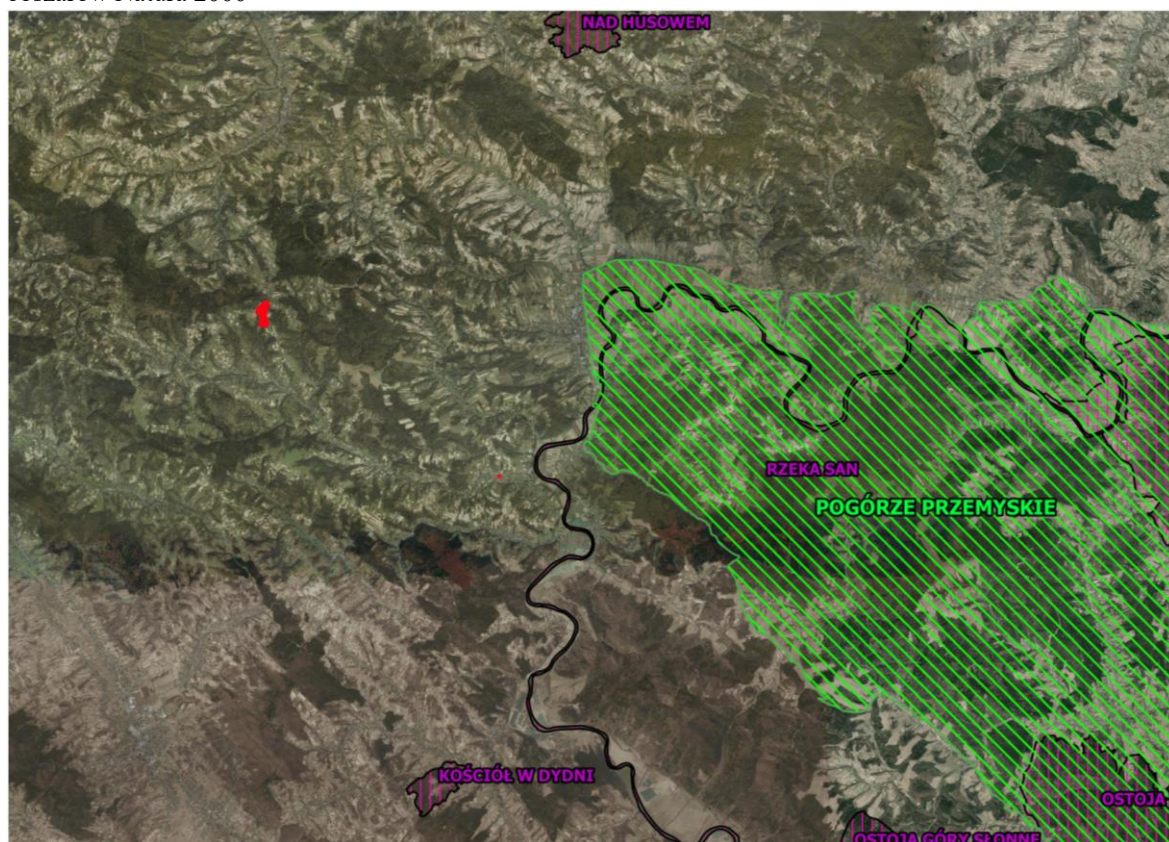 NAD HUSOWEM
RZEKA SAN
POGÓRZE PRZEMYSKIE
KOŚCIÓŁ W DYDNI
OSTOJA
OSTOJA GÓRY SŁONNE